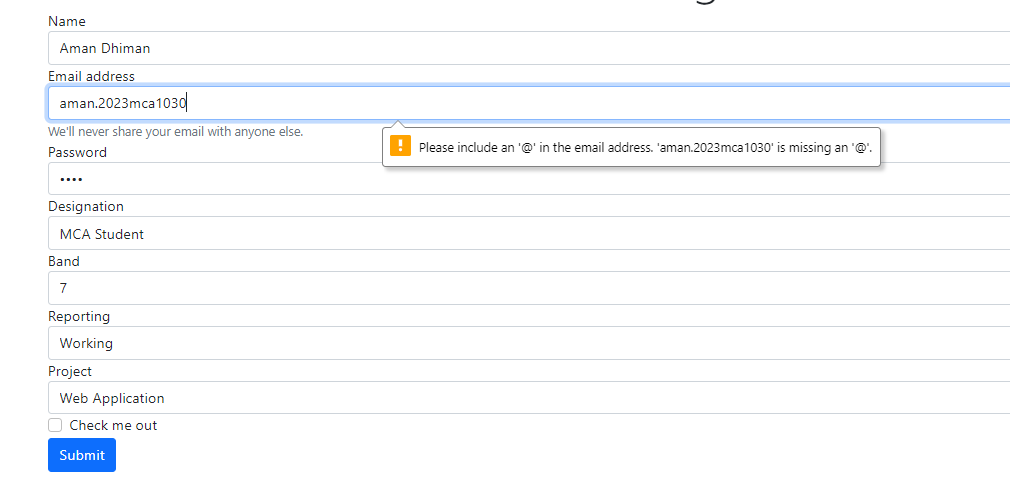 Name
Aman Dhiman
Email address
aman.2023mca1030
We'll never share your email with anyone else.
Please include an '@' in the email address. 'aman.2023mca1030' is missing an '@'.
Password
••••
Designation
MCA Student
Band
7
Reporting
Working
Project
Web Application
Check me out
Submit